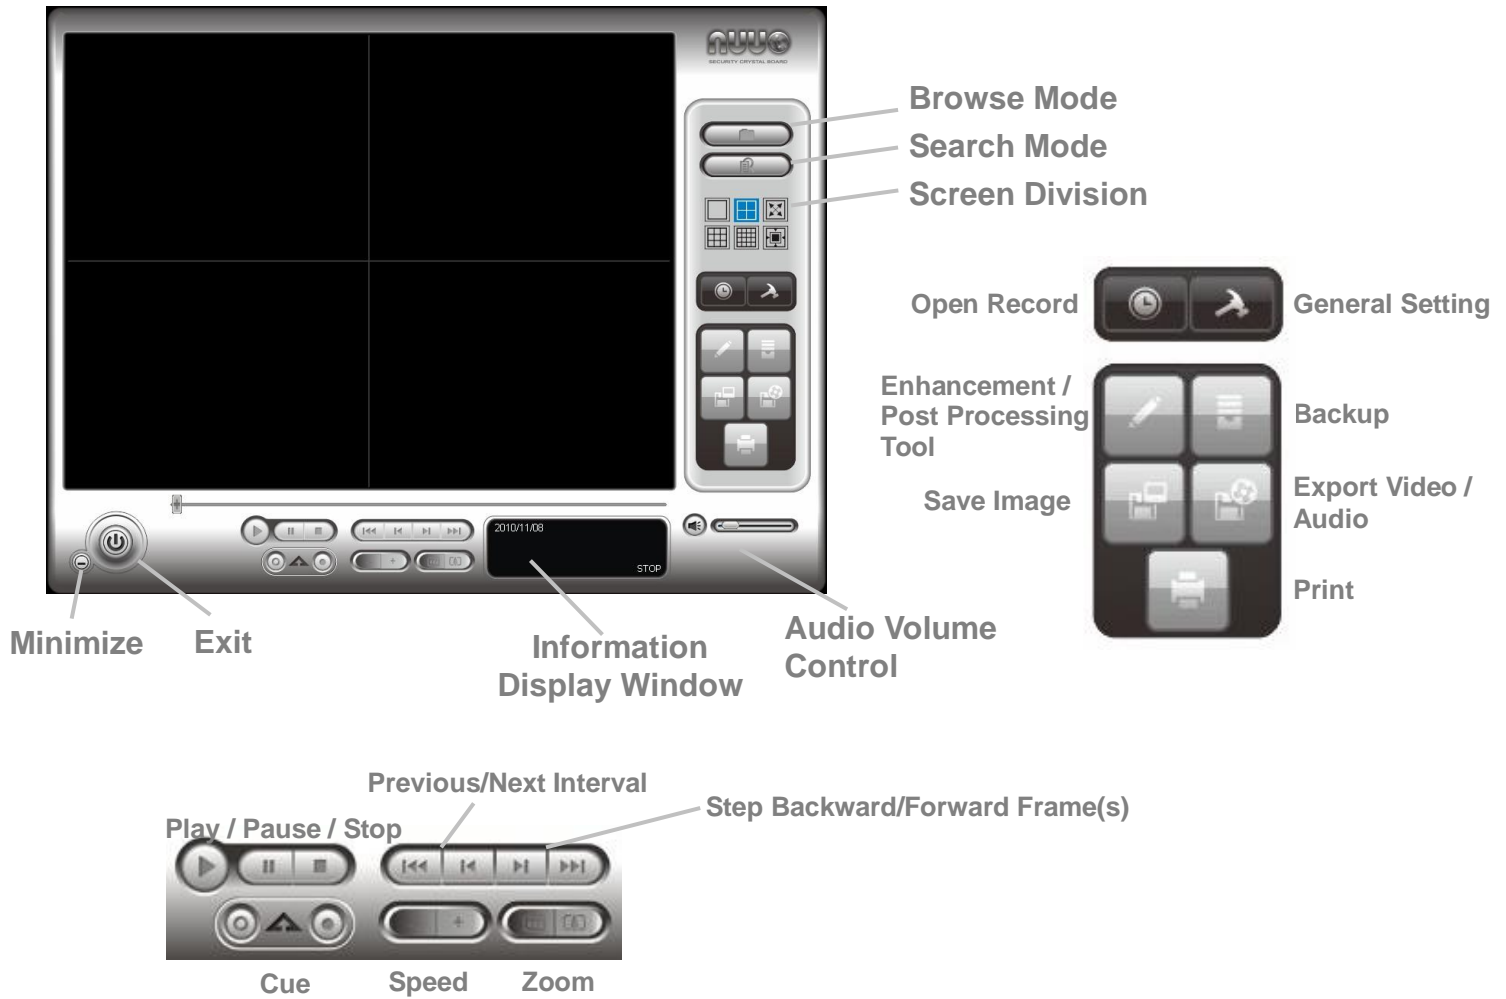 NUUO
SECURITY CRYSTAL BOARD
Browse Mode
Search Mode
Screen Division
Open Record
General Setting
Enhancement /
Post Processing
Tool
Backup
Save Image
Export Video /
Audio
Print
2010/11/08
STOP
Minimize
Exit
Information
Display Window
Audio Volume
Control
Previous/Next Interval
Step Backward/Forward Frame(s)
Play / Pause / Stop
Cue
Speed
Zoom